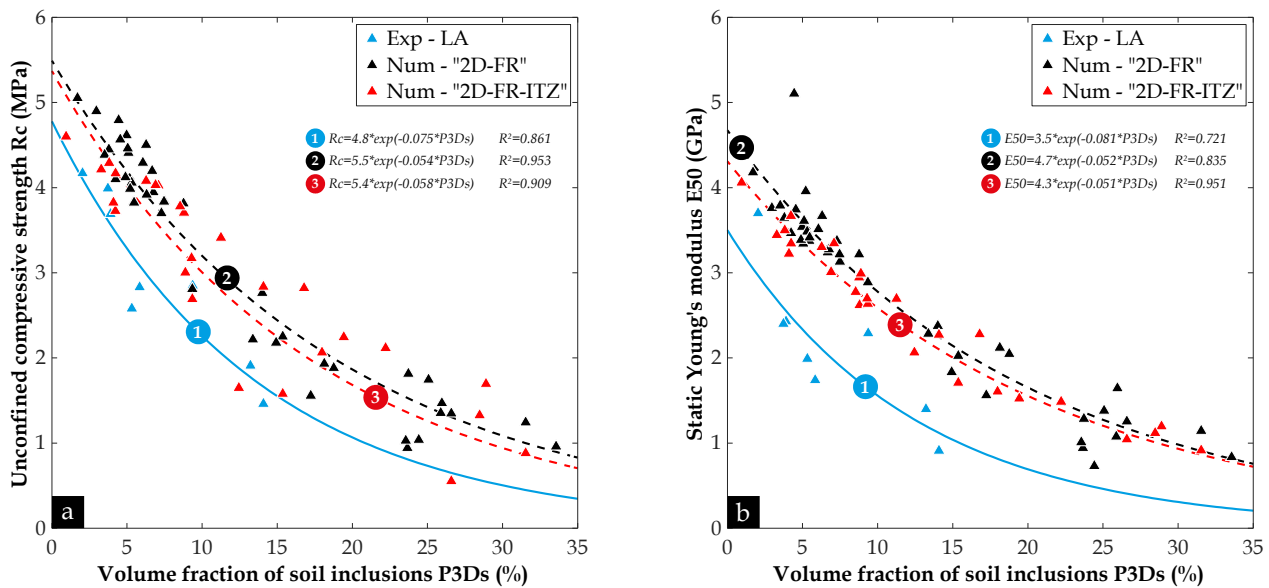 Unconfined compressive strength Rc (MPa)
6
5
4
3
2
1
0
Exp - LA
Num - "2D-FR"
Num - "2D-FR-ITZ"
1 Rc=4.8*exp(-0.075*P3Ds) R²=0.861
2 Rc=5.5*exp(-0.054*P3Ds) R²=0.953
3 Rc=5.4*exp(-0.058*P3Ds) R²=0.909
2
1
3
a
0 5 10 15 20 25 30 35
Volume fraction of soil inclusions P3Ds (%)
Static Young's modulus E50 (GPa)
6
5
4
3
2
1
0
Exp - LA
Num - "2D-FR"
Num - "2D-FR-ITZ"
1 E50=3.5*exp(-0.081*P3Ds) R²=0.721
2 E50=4.7*exp(-0.052*P3Ds) R²=0.835
3 E50=4.3*exp(-0.051*P3Ds) R²=0.951
2
3
1
b
0 5 10 15 20 25 30 35
Volume fraction of soil inclusions P3Ds (%)